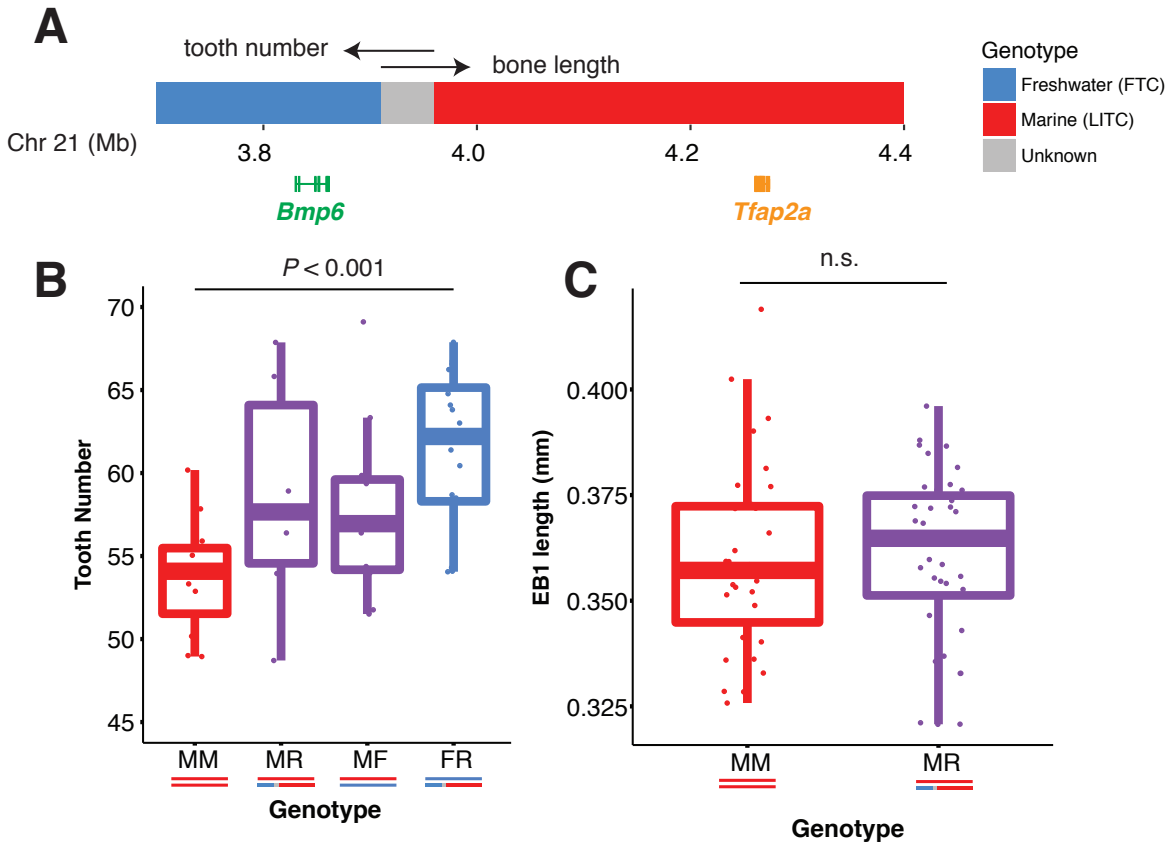 A
tooth number
bone length
Genotype
Freshwater (FTC)
Marine (LITC)
Unknown
Chr 21 (Mb)
3.8
4.0
4.2
4.4
Bmp6
Tfap2a
B
P < 0.001
70
65
60
55
50
45
Tooth Number
MM
MR
MF
FR
Genotype
C
n.s.
0.400
0.375
0.350
0.325
EB1 length (mm)
MM
MR
Genotype